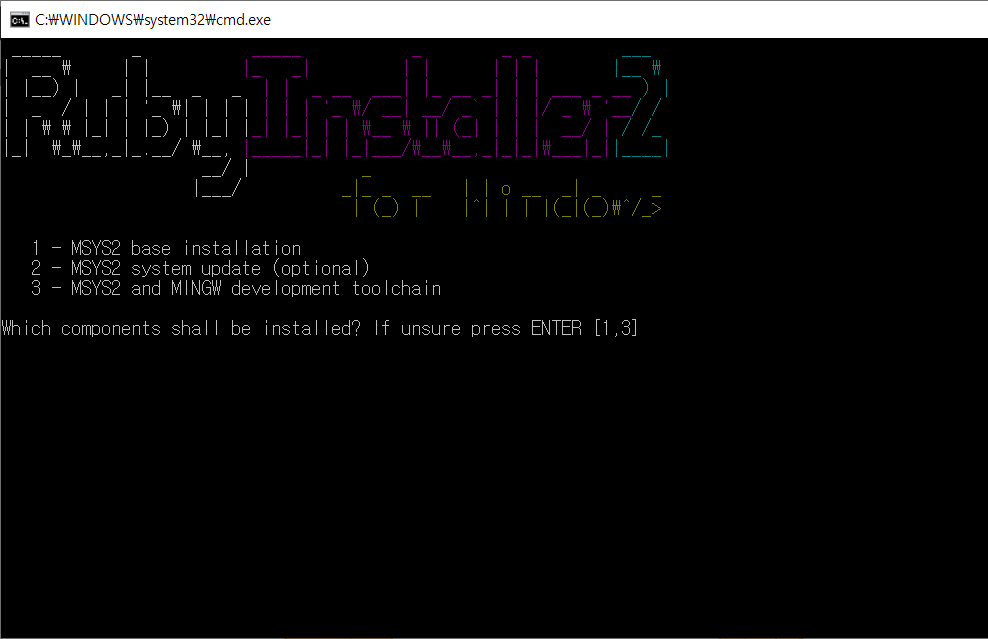 C:₩WINDOWS₩system32₩cmd.exe
RubyInstaller2
for Windows
1 - MSYS2 base installation
2 - MSYS2 system update (optional)
3 - MSYS2 and MINGW development toolchain
Which components shall be installed? If unsure press ENTER [1,3]